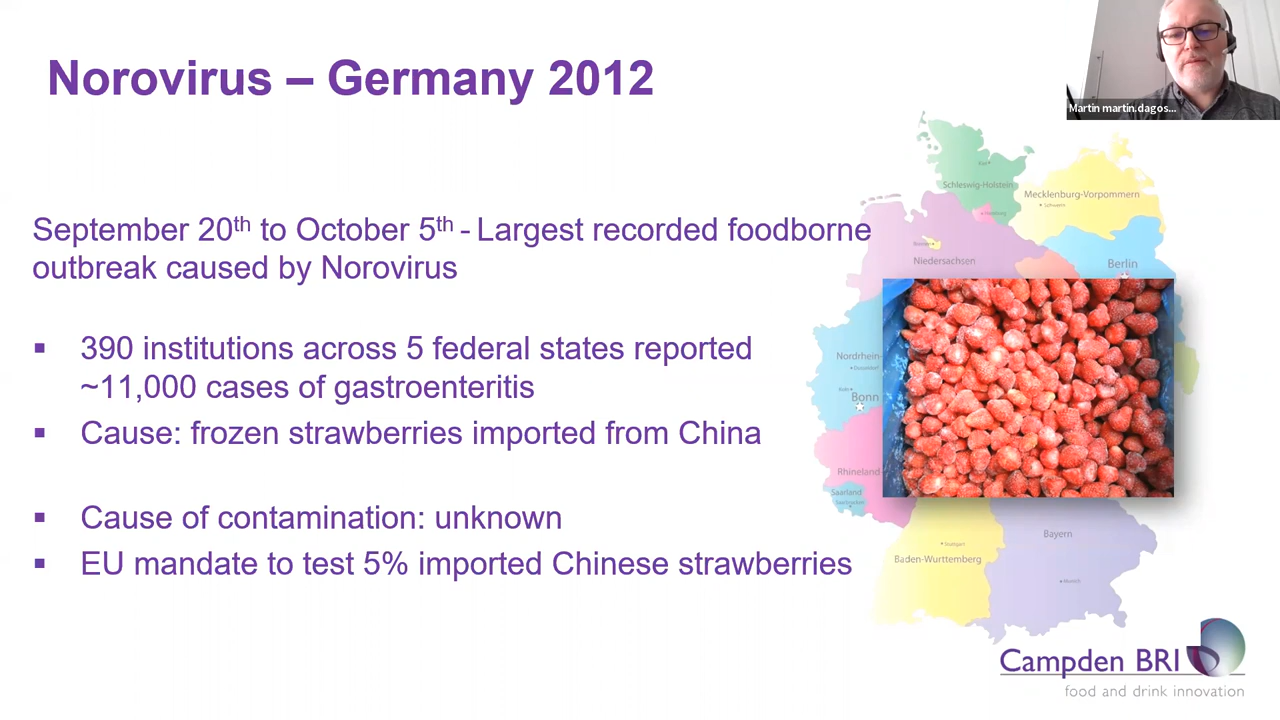 Norovirus – Germany 2012
Martin martin.dagos...
September 20th to October 5th - Largest recorded foodborne
outbreak caused by Norovirus
▪ 390 institutions across 5 federal states reported
~11,000 cases of gastroenteritis
▪ Cause: frozen strawberries imported from China
▪ Cause of contamination: unknown
▪ EU mandate to test 5% imported Chinese strawberries
Schleswig-Holstein
Mecklenburg-Vorpommern
Schwerin
Niedersachsen
Berlin
Nordrhein-
Bonn
Rhineland-
Saarland
Stuttgart
Baden-Wurttemberg
Bayern
Campden BRI
food and drink innovation